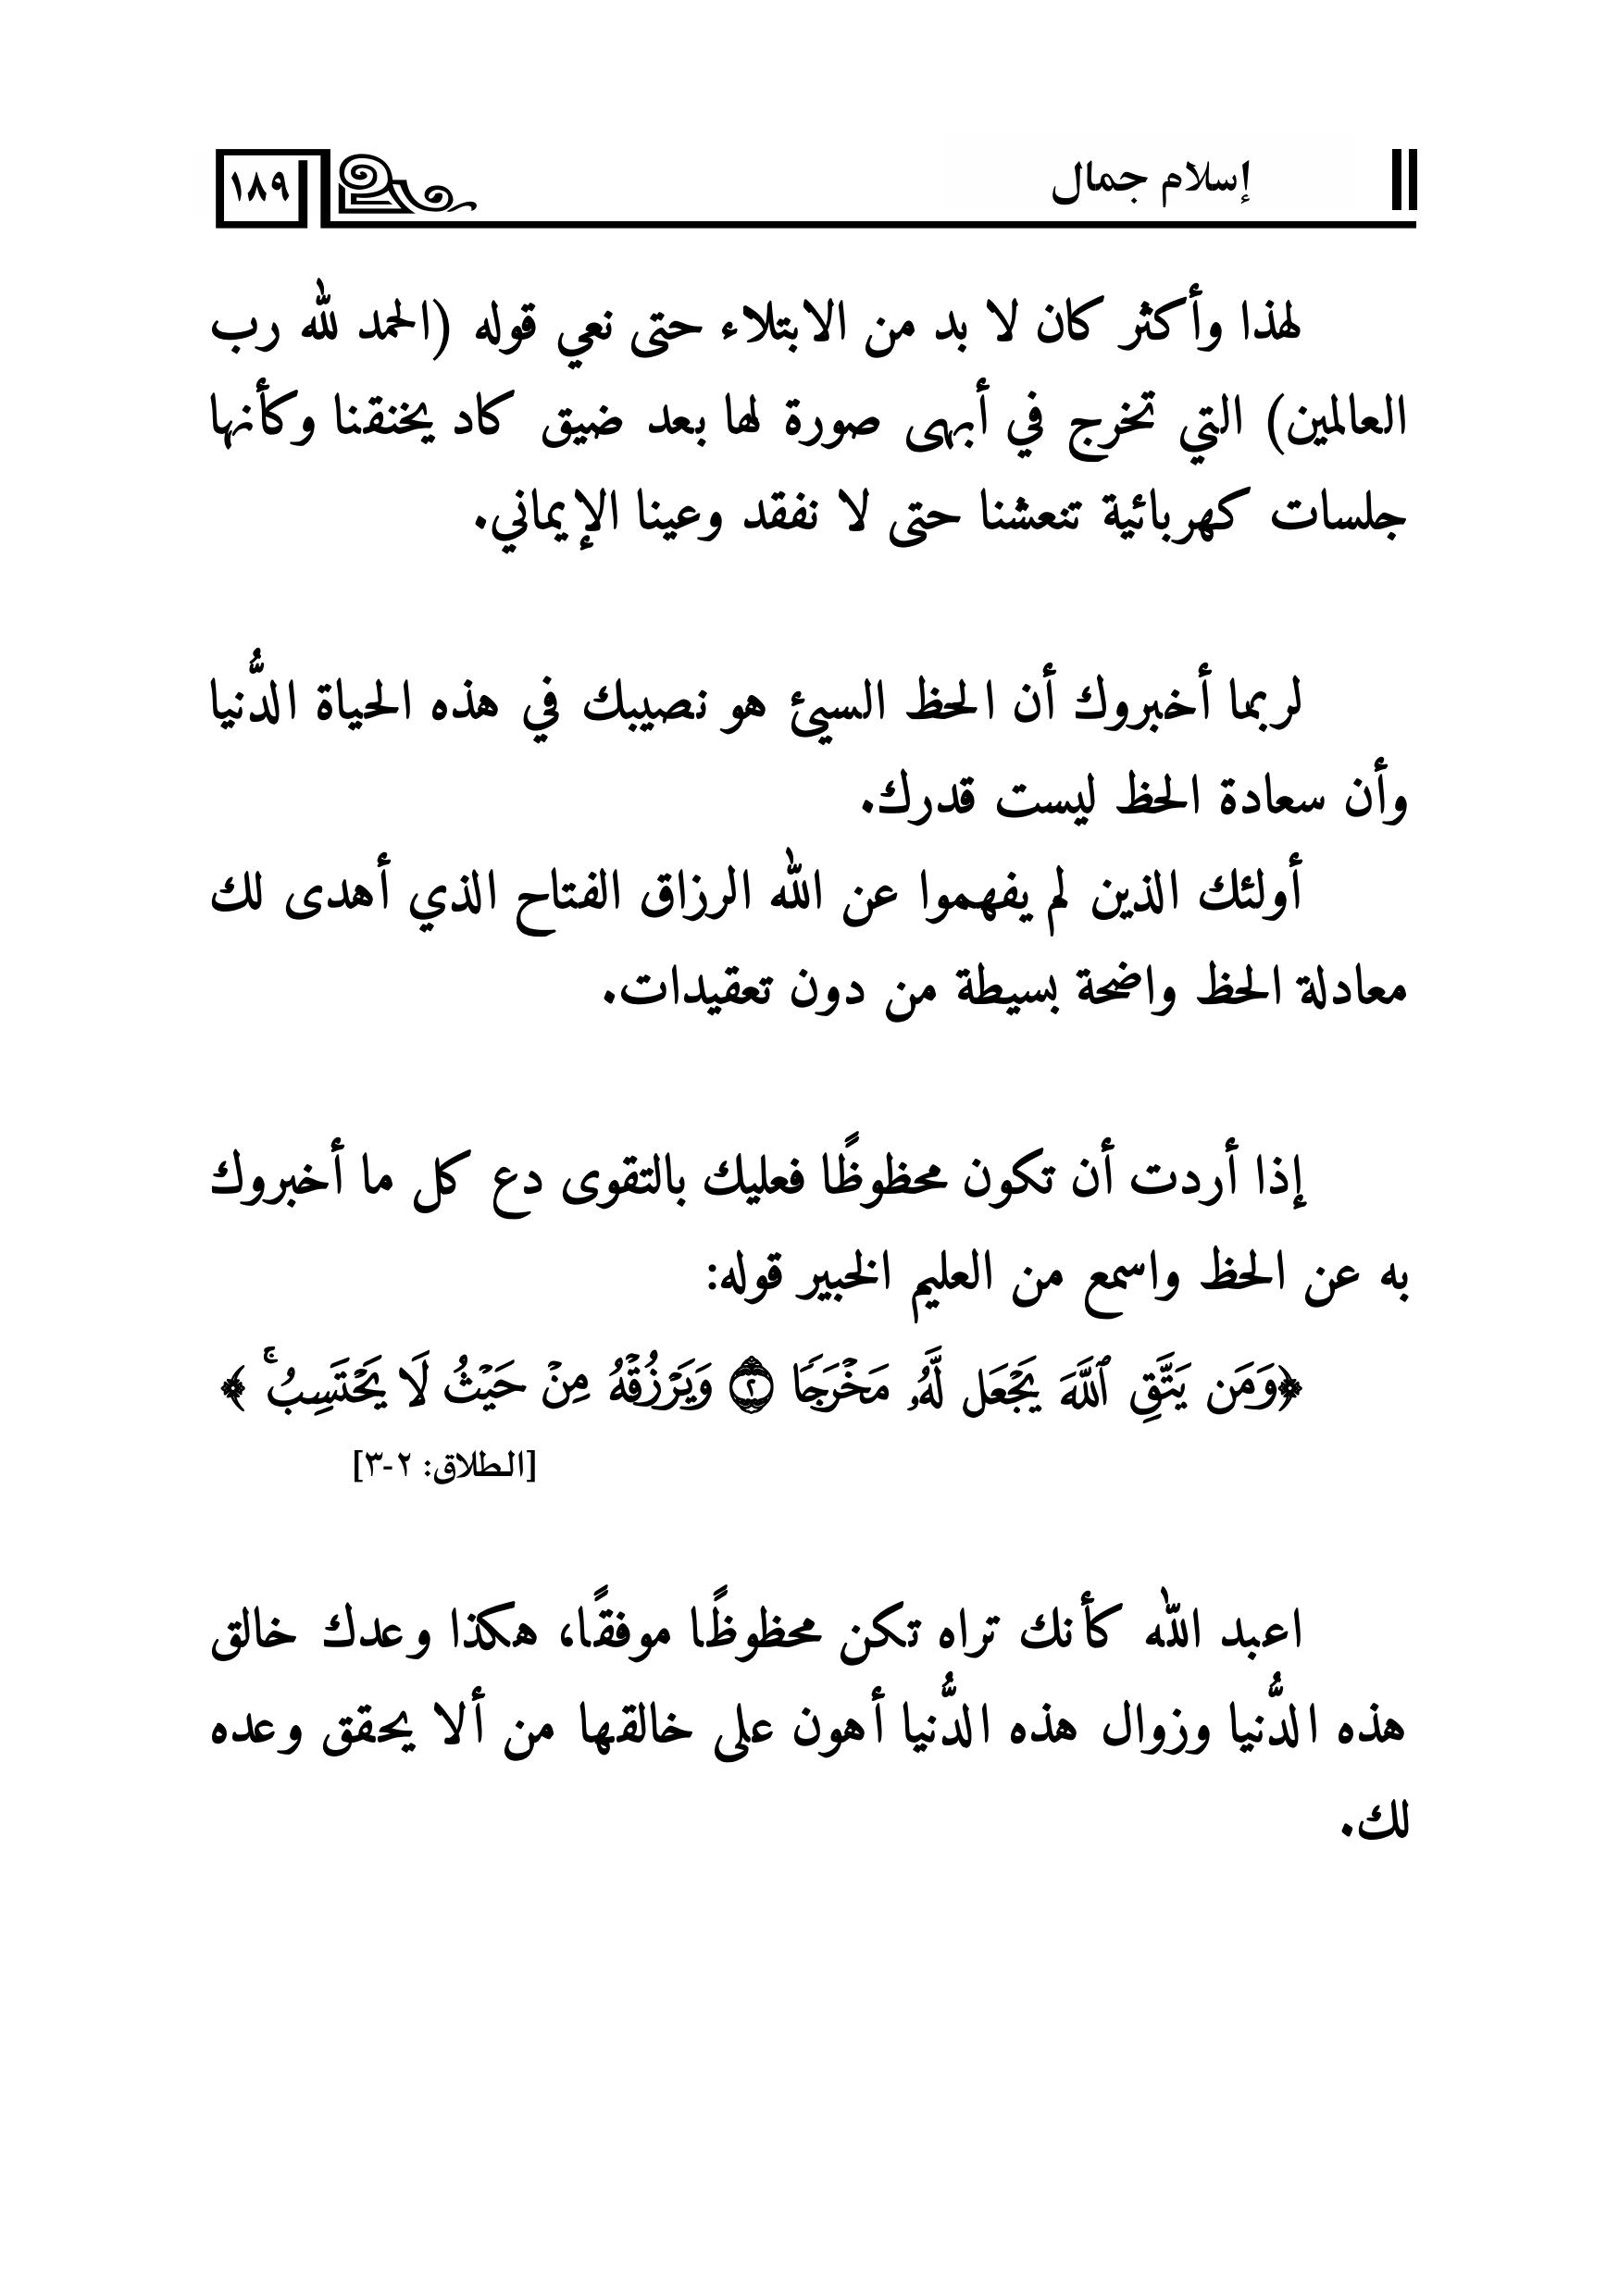 إسلام جمال
١٨٩
لهذا وأكثر كان لا بد من الابتلاء حتى نعي قوله (الحمد لله رب
العالمين) التي تخرج في أبهى صورة لها بعد ضيق كاد يخنقنا وكأنها
جلسات كهربائية تنعشنا حتى لا نفقد وعينا الإيماني.
لربما أخبروك أن الحظ السيئ هو نصيبك في هذه الحياة الدُّنيا
وأن سعادة الحظ ليست قدرك.
أولئك الذين لم يفهموا عن الله الرزاق الفتاح الذي أهدى لك
معادلة الحظ واضحة بسيطة من دون تعقيدات.
إذا أردت أن تكون محظوظًا فعليك بالتقوى دع كل ما أخبروك
به عن الحظ واسمع من العليم الخبير قوله:
﴿وَمَن يَتَّقِ ٱللَّهَ يَجۡعَل لَّهُۥ مَخۡرَجٗا ٢ وَيَرۡزُقۡهُ مِنۡ حَيۡثُ لَا يَحۡتَسِبُۚ ﴾
[الطلاق: ٢-٣]
اعبد الله كأنك تراه تكن محظوظًا موفقًا، هكذا وعدك خالق
هذه الدُّنيا وزوال هذه الدُّنيا أهون على خالقها من ألا يحقق وعده
لك.